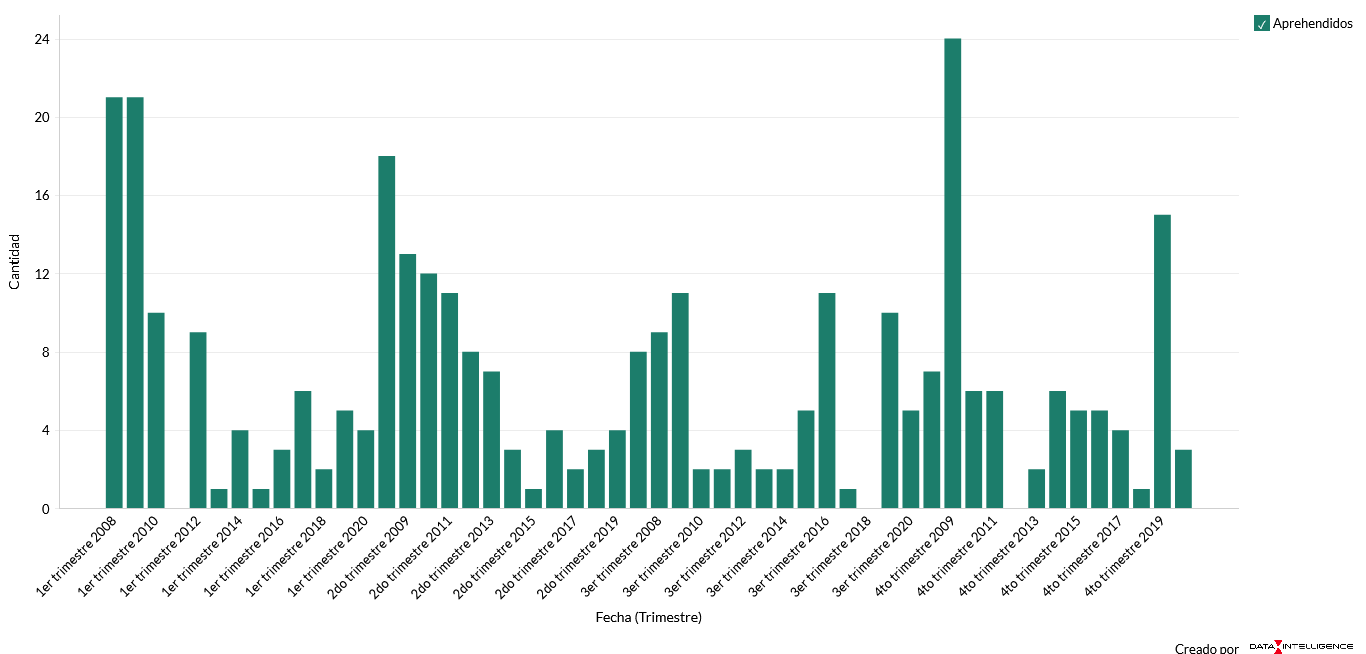 Aprehendidos
24
20
16
12
8
4
0
Cantidad
1er trimestre 2008
1er trimestre 2010
1er trimestre 2012
1er trimestre 2014
1er trimestre 2016
1er trimestre 2018
1er trimestre 2020
2do trimestre 2009
2do trimestre 2011
2do trimestre 2013
2do trimestre 2015
2do trimestre 2017
2do trimestre 2019
3er trimestre 2008
3er trimestre 2010
3er trimestre 2012
3er trimestre 2014
3er trimestre 2016
3er trimestre 2018
3er trimestre 2020
4to trimestre 2009
4to trimestre 2011
4to trimestre 2013
4to trimestre 2015
4to trimestre 2017
4to trimestre 2019
Fecha (Trimestre)
Creado por DATA INTELLIGENCE